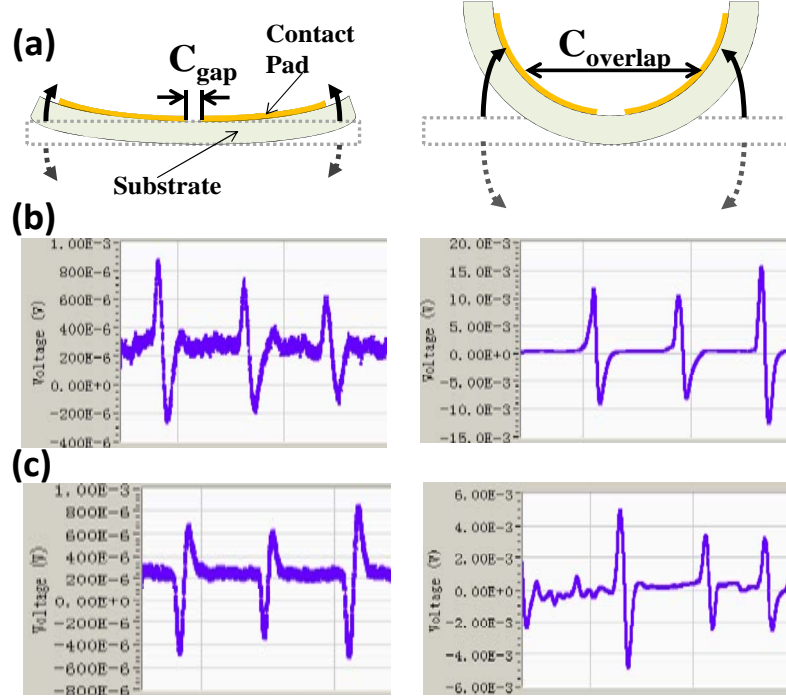 (a)
C gap
Contact
Pad
Substrate
C overlap
(b)
1.00E-3
800E-6
600E-6
400E-6
200E-6
0.00E+0
-200E-6
-400E-6
Voltage (V)
20.0E-3
15.0E-3
10.0E-3
5.00E-3
0.00E+0
-5.00E-3
-10.0E-3
-15.0E-3
Voltage (V)
(c)
1.00E-3
800E-6
600E-6
400E-6
200E-6
0.00E+0
-200E-6
-400E-6
-600E-6
-800E-6
Voltage (V)
6.00E-3
4.00E-3
2.00E-3
0.00E+0
-2.00E-3
-4.00E-3
-6.00E-3
Voltage (V)